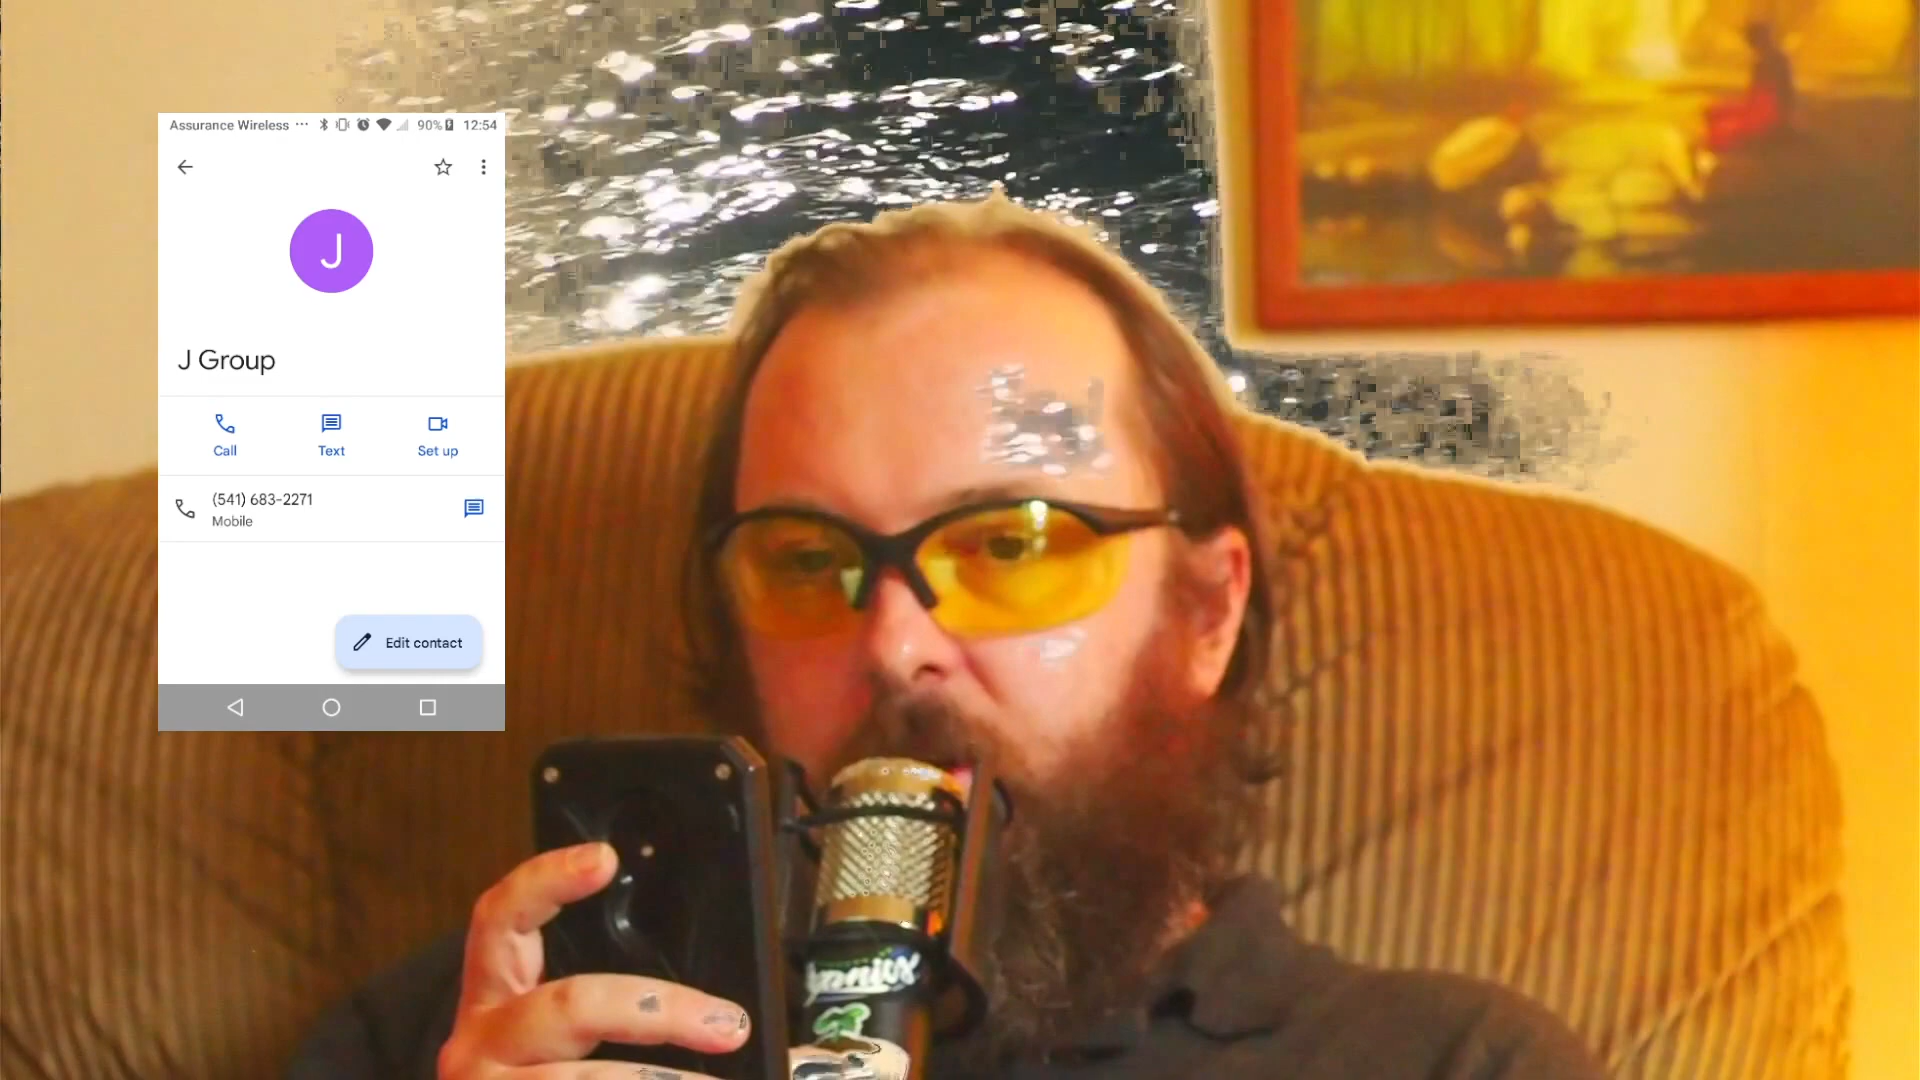 Assurance Wireless ··· 90% 12:54
J
J Group
Call Text Set up
(541) 683-2271
Mobile
Edit contact